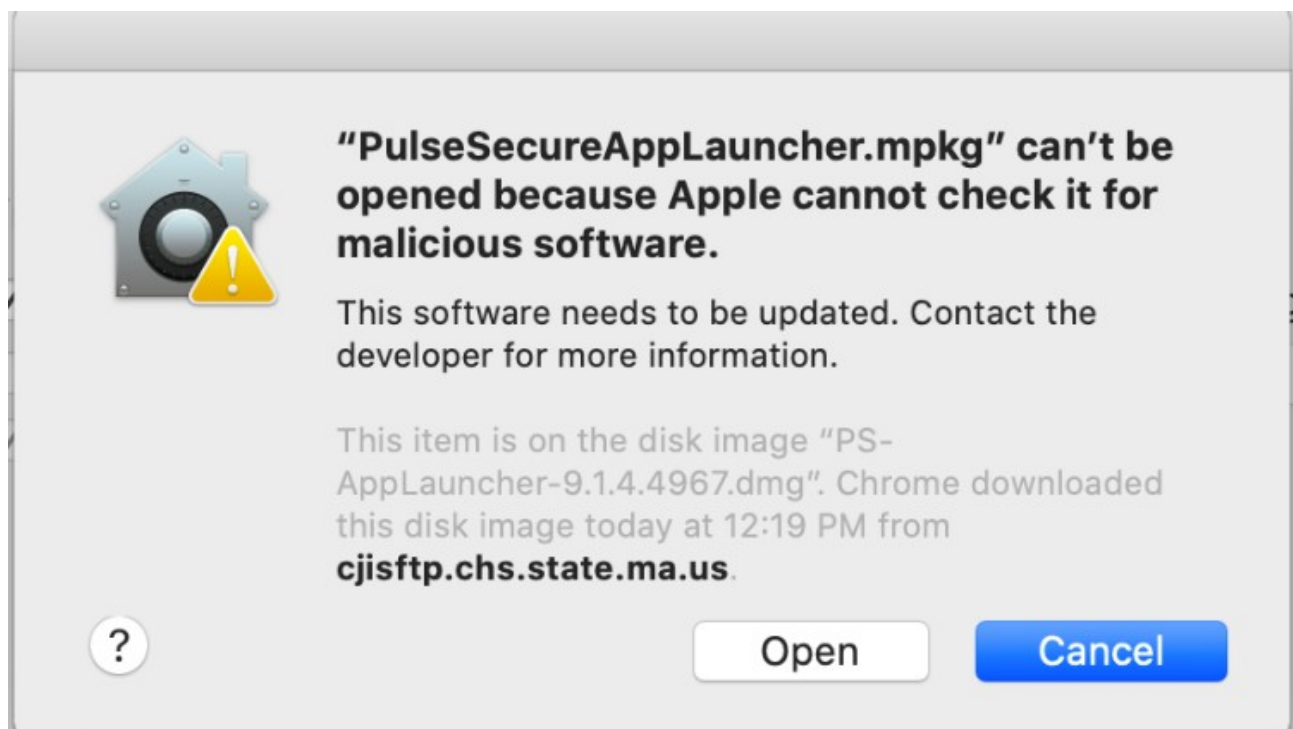 “PulseSecureAppLauncher.mpkg” can’t be
opened because Apple cannot check it for
malicious software.
This software needs to be updated. Contact the
developer for more information.
This item is on the disk image “PS-
AppLauncher-9.1.4.4967.dmg”. Chrome downloaded
this disk image today at 12:19 PM from
cjisftp.chs.state.ma.us.
?
Open
Cancel